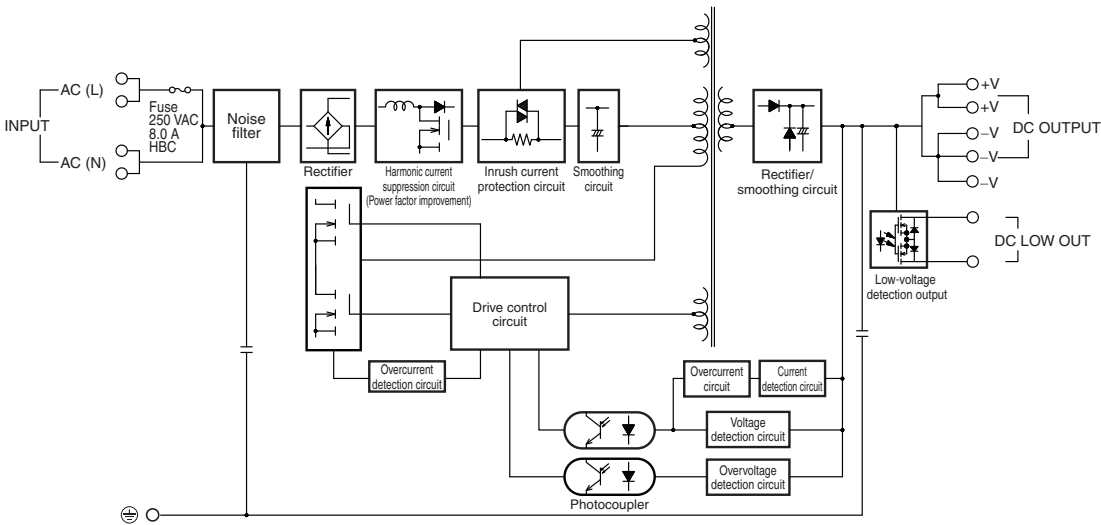 INPUT
AC (L)
AC (N)
Fuse
250 VAC
8.0 A
HBC
Noise
filter
Rectifier
Harmonic current
suppression circuit
(Power factor improvement)
Inrush current
protection circuit
Smoothing
circuit
Rectifier/
smoothing circuit
+V
+V
–V
–V
–V
DC OUTPUT
DC LOW OUT
Low-voltage
detection output
Drive control
circuit
Overcurrent
detection circuit
Overcurrent
circuit
Current
detection circuit
Voltage
detection circuit
Overvoltage
detection circuit
Photocoupler